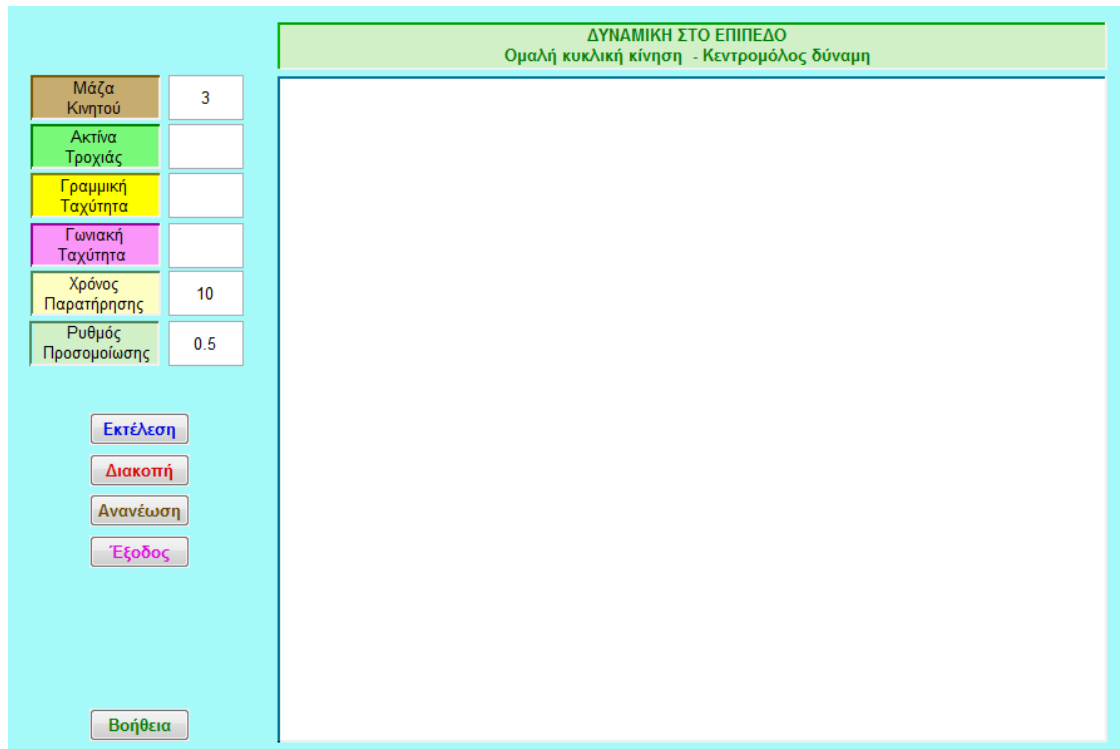 ΔΥΝΑΜΙΚΗ ΣΤΟ ΕΠΙΠΕΔΟ
Ομαλή κυκλική κίνηση - Κεντρομόλος δύναμη
Μάζα
Κινητού
3
Ακτίνα
Τροχιάς
Γραμμική
Ταχύτητα
Γωνιακή
Ταχύτητα
Χρόνος
Παρατήρησης
10
Ρυθμός
Προσομοίωσης
0.5
Εκτέλεση
Διακοπή
Ανανέωση
Έξοδος
Βοήθεια